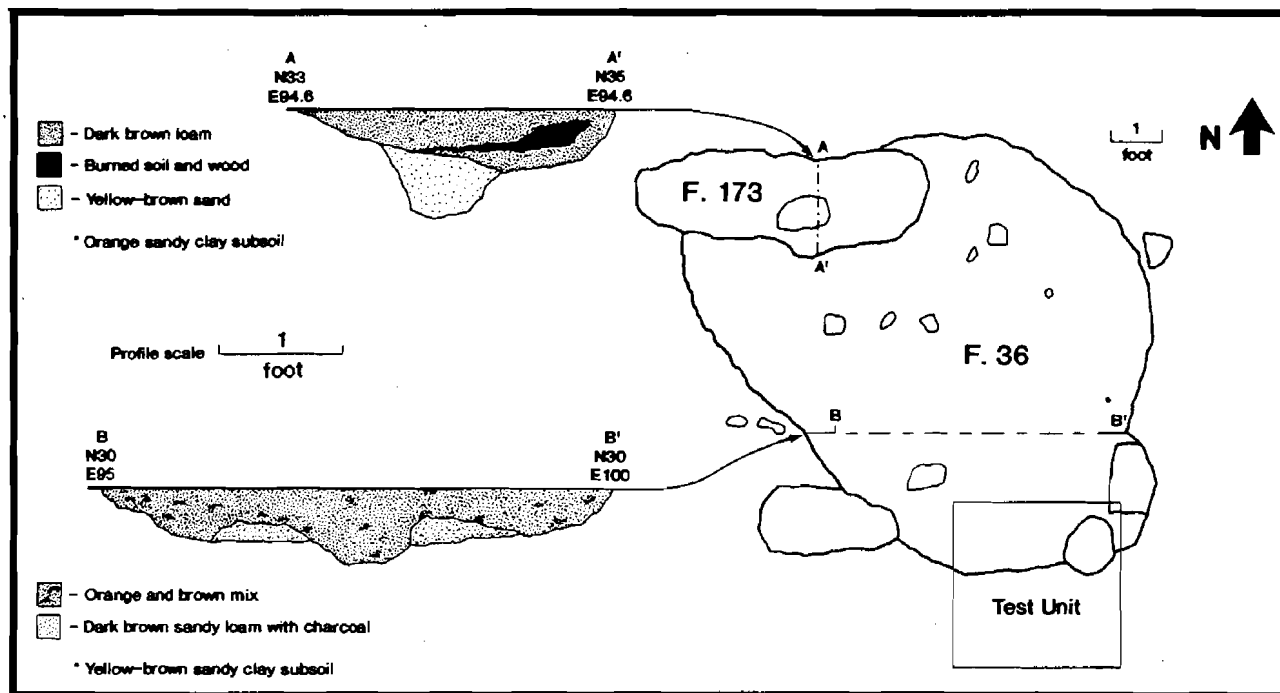 A
N33
E94.6
A'
N35
E94.6
- Dark brown loam
- Burned soil and wood
- Yellow-brown sand
* Orange sandy clay subsoil
Profile scale
1
foot
B
N30
E95
B'
N30
E100
- Orange and brown mix
- Dark brown sandy loam with charcoal
* Yellow-brown sandy clay subsoil
1
foot
N
A
F. 173
A'
F. 36
B
B'
Test Unit